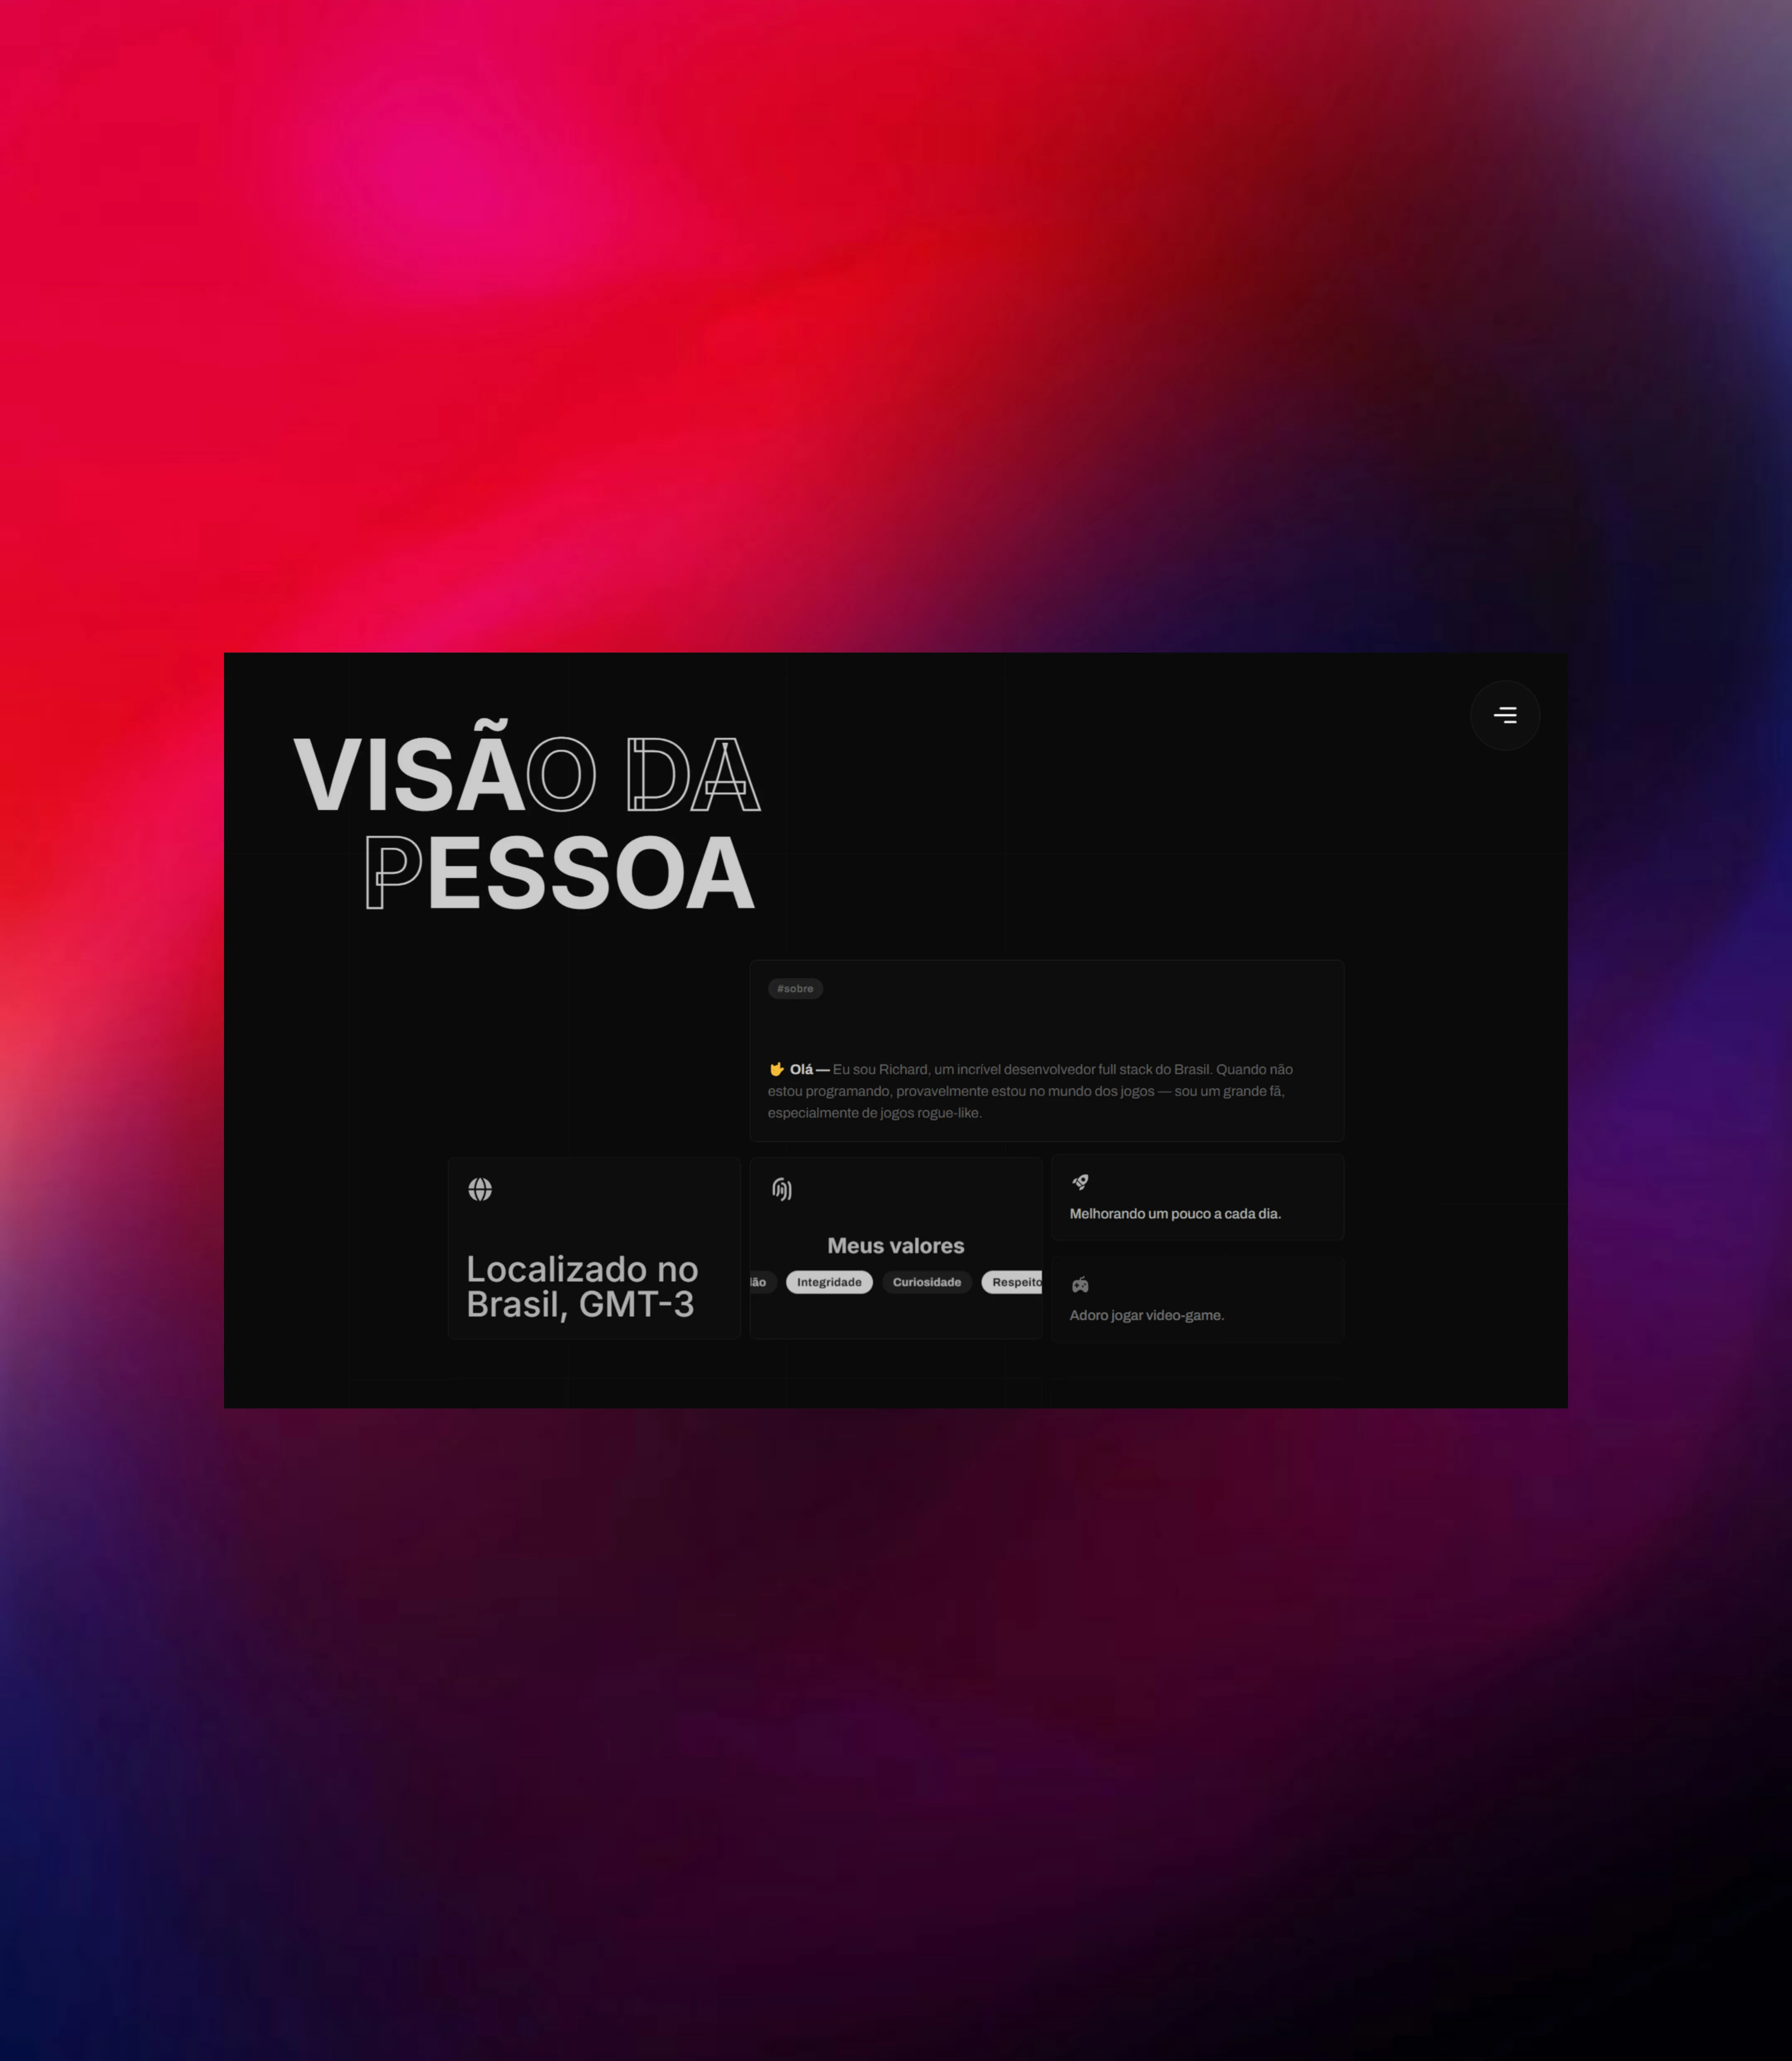 VISÃO DA
PESSOA
#sobre
🤟 Olá — Eu sou Richard, um incrível desenvolvedor full stack do Brasil. Quando não
estou programando, provavelmente estou no mundo dos jogos — sou um grande fã,
especialmente de jogos rogue-like.
Localizado no
Brasil, GMT-3
Meus valores
Integridade Curiosidade Respeito
Melhorando um pouco a cada dia.
Adoro jogar video-game.